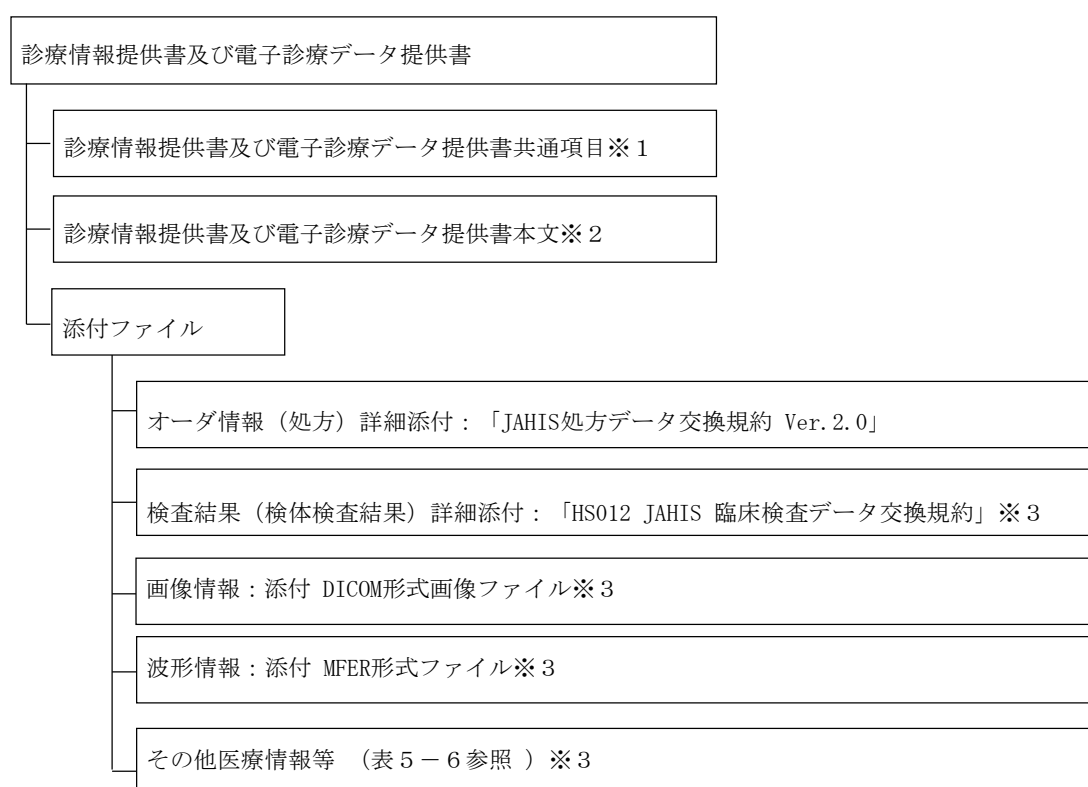 診療情報提供書及び電子診療データ提供書
診療情報提供書及び電子診療データ提供書共通項目※１
診療情報提供書及び電子診療データ提供書本文※２
添付ファイル
オーダ情報（処方）詳細添付：「JAHIS処方データ交換規約 Ver.2.0」
検査結果（検体検査結果）詳細添付：「HS012 JAHIS 臨床検査データ交換規約」※３
画像情報：添付 DICOM形式画像ファイル※３
波形情報：添付 MFER形式ファイル※３
その他医療情報等 （表５－６参照 ）※３